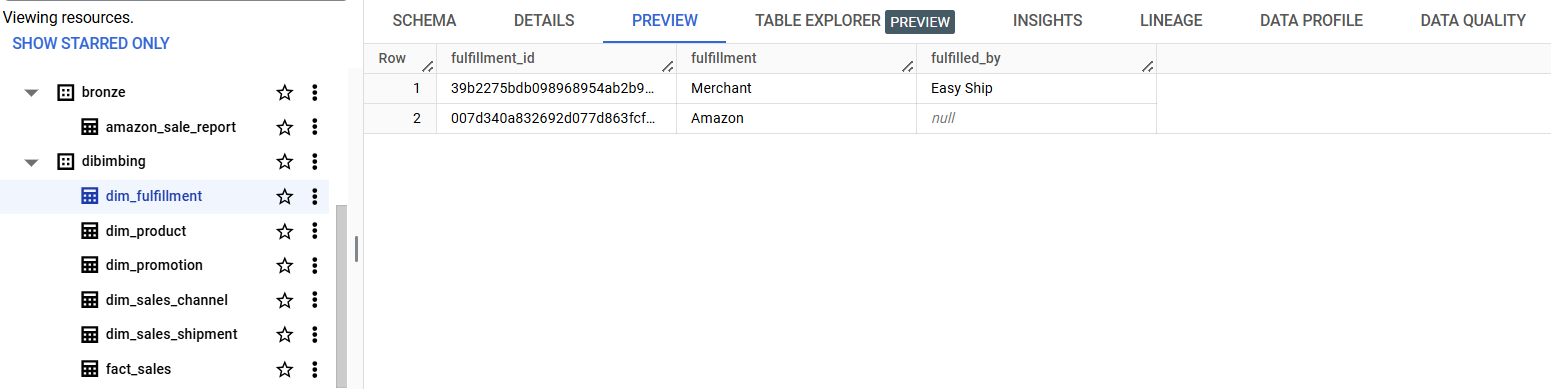 Viewing resources.
SHOW STARRED ONLY
bronze
amazon_sale_report
dibimbing
dim_fulfillment
dim_product
dim_promotion
dim_sales_channel
dim_sales_shipment
fact_sales
SCHEMA DETAILS PREVIEW TABLE EXPLORER PREVIEW INSIGHTS LINEAGE DATA PROFILE DATA QUALITY
Row fulfillment_id fulfillment fulfilled_by
1 39b2275bdb098968954ab2b9... Merchant Easy Ship
2 007d340a832692d077d863fcf... Amazon null